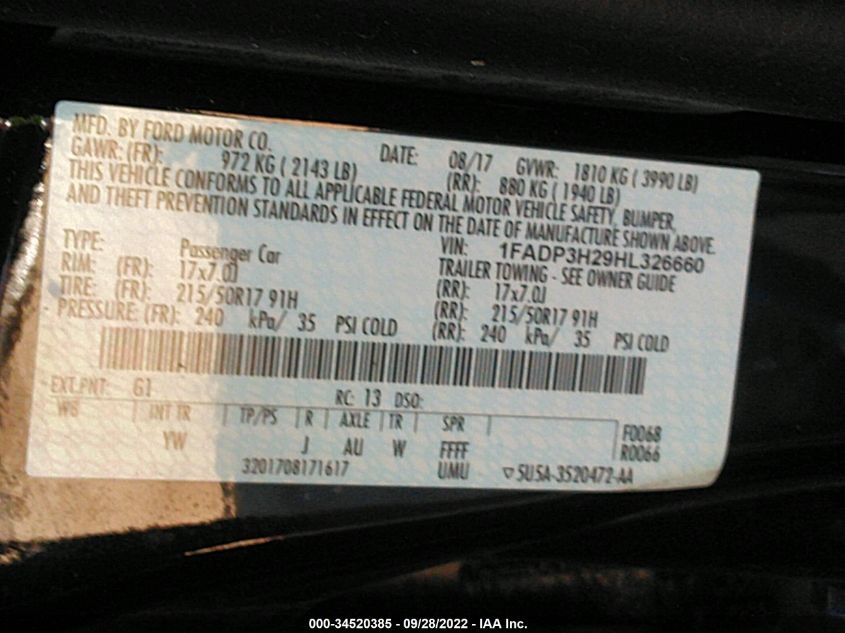 MFD. BY FORD MOTOR CO.
DATE: 08/17 GVWR: 1810 KG ( 3990 LB)
GAWR: (FR): 972 KG ( 2143 LB) (RR): 880 KG ( 1940 LB)
THIS VEHICLE CONFORMS TO ALL APPLICABLE FEDERAL MOTOR VEHICLE SAFETY, BUMPER,
AND THEFT PREVENTION STANDARDS IN EFFECT ON THE DATE OF MANUFACTURE SHOWN ABOVE.
TYPE: Passenger Car VIN: 1FADP3H29HL326660
TRAILER TOWING - SEE OWNER GUIDE
RIM: (FR): 17x7.0J (RR): 17x7.0J
TIRE: (FR): 215/50R17 91H (RR): 215/50R17 91H
PRESSURE: (FR): 240 kPa/ 35 PSI COLD (RR): 240 kPa/ 35 PSI COLD
EXT.PNT: G1 RC: 13 DSO:
WB INT TR TP/PS R AXLE TR SPR
YW J AU W FFFF
F0068
R0066
3201708171617 UMU 5U5A-3520472-AA
000-34520385 - 09/28/2022 - IAA Inc.